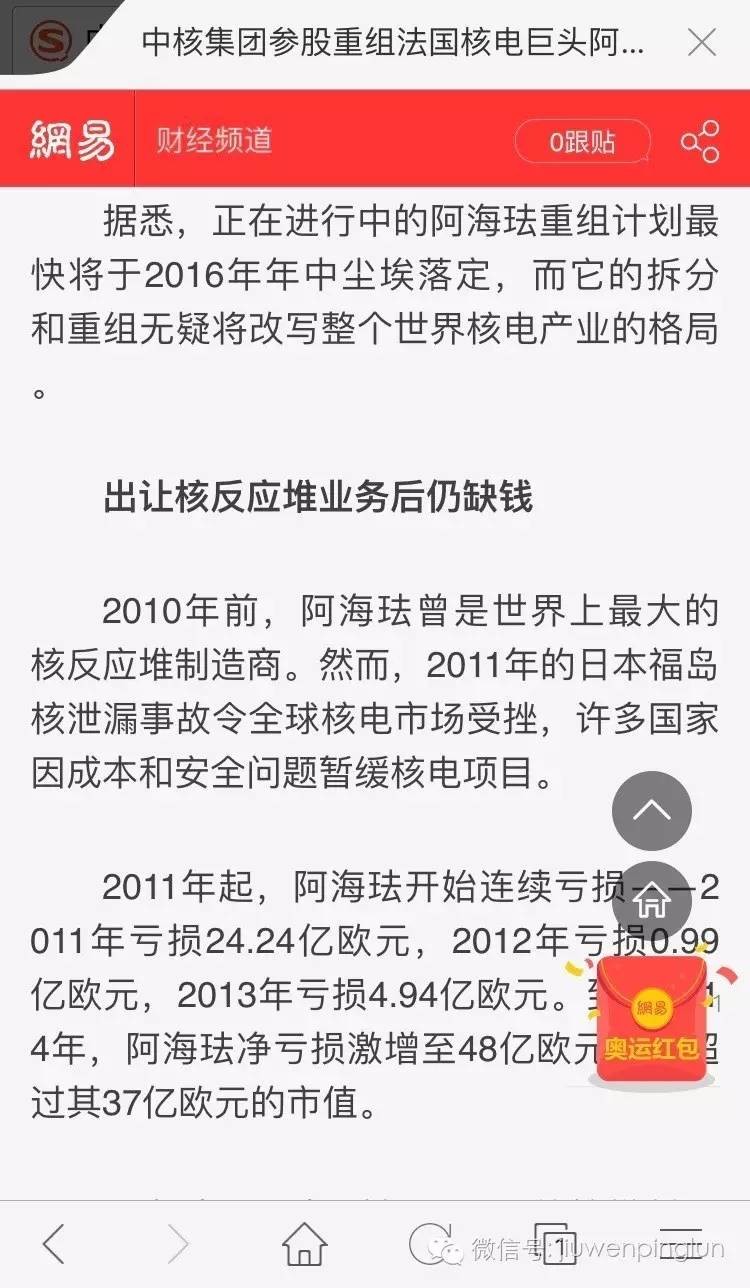 中核集团参股重组法国核电巨头阿...
網易
财经频道
0跟贴
据悉，正在进行中的阿海珐重组计划最
快将于2016年年中尘埃落定，而它的拆分
和重组无疑将改写整个世界核电产业的格局
。
出让核反应堆业务后仍缺钱
2010年前，阿海珐曾是世界上最大的
核反应堆制造商。然而，2011年的日本福岛
核泄漏事故令全球核电市场受挫，许多国家
因成本和安全问题暂缓核电项目。
2011年起，阿海珐开始连续亏损——2
011年亏损24.24亿欧元，2012年亏损0.99
亿欧元，2013年亏损4.94亿欧元。 1
4年，阿海珐净亏损激增至48亿欧元 超
過其37亿欧元的市值。
網易
奥运红包
1
微信号: liuwenpinglun